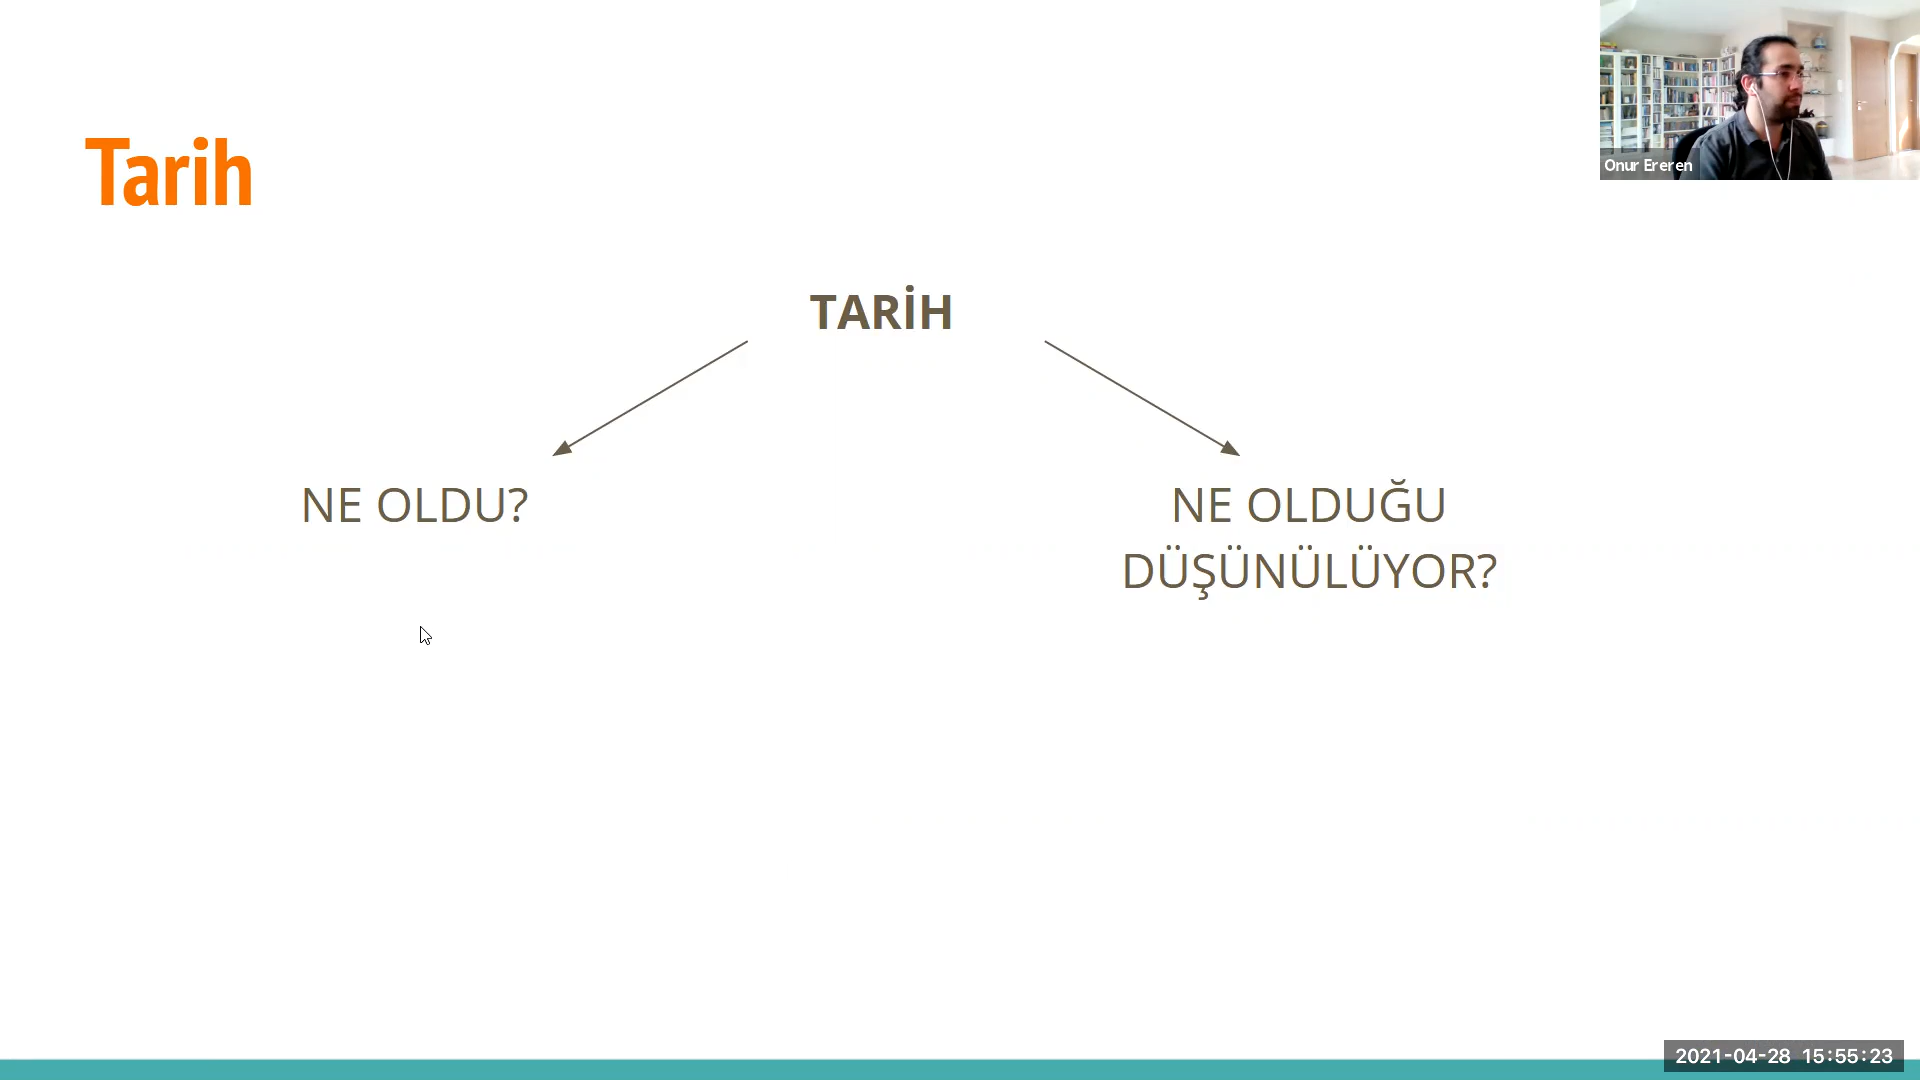 Tarih
Onur Ereren
TARİH
NE OLDU?
NE OLDUĞU
DÜŞÜNÜLÜYOR?
2021-04-28 15:55:23